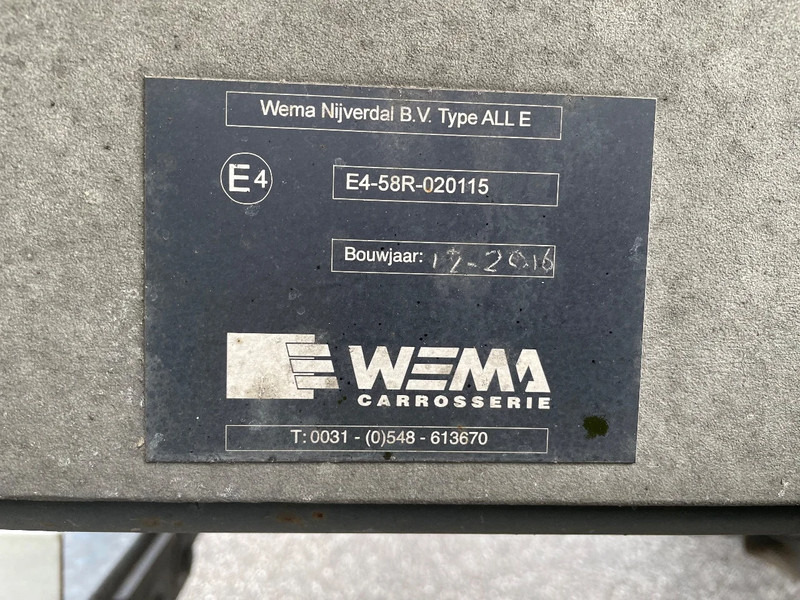 Wema Nijverdal B.V. Type ALL E
E4
E4-58R-020115
Bouwjaar: 12-2016
WEMA
CARROSSERIE
T: 0031 - (0)548 - 613670